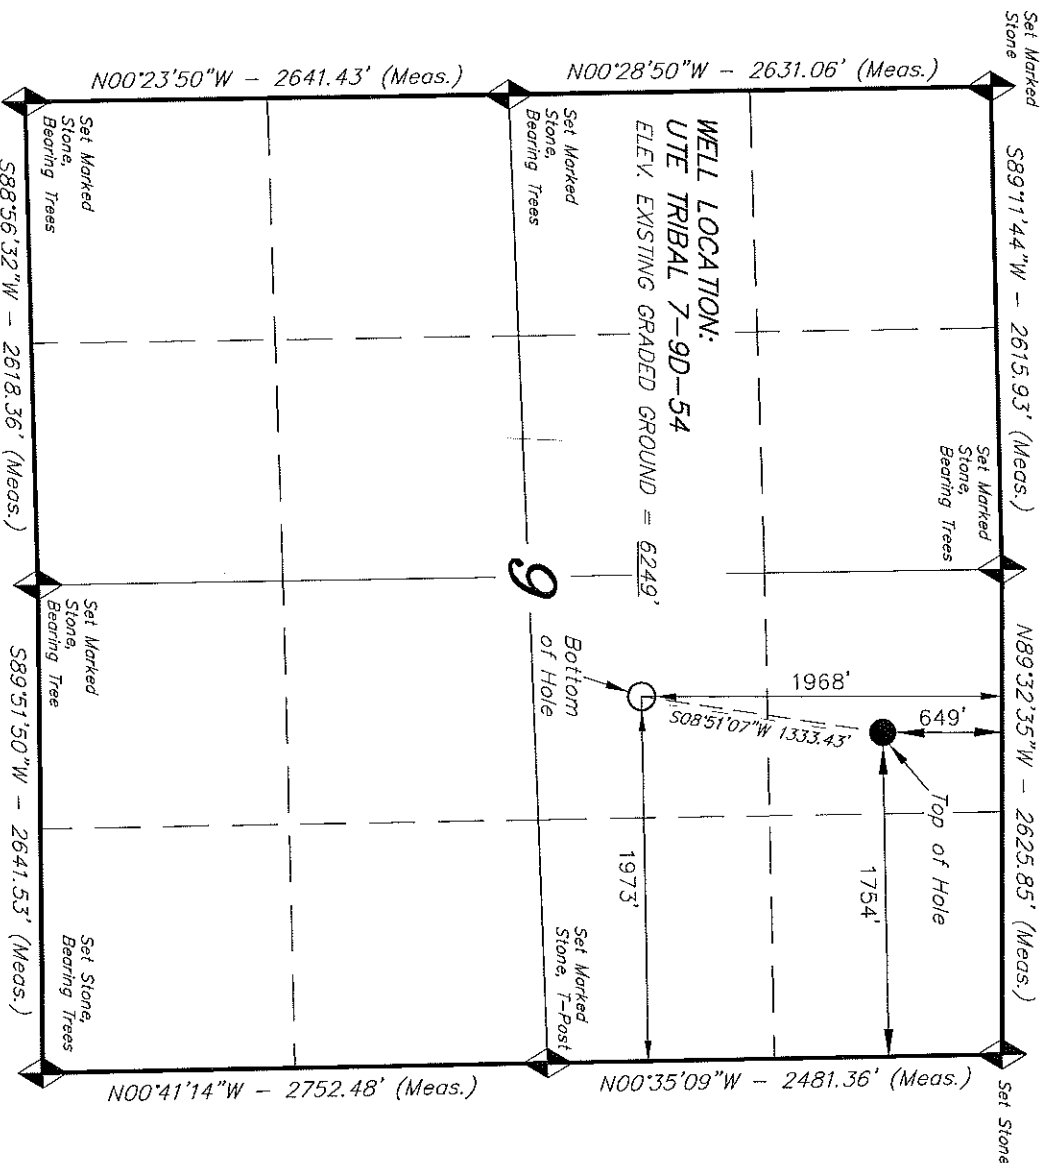 Set Marked
Stone
S89°11'44"W - 2615.93' (Meas.)
N89°32'35"W - 2625.85' (Meas.)
Set Stone
N00°23'50"W - 2641.43' (Meas.)
N00°28'50"W - 2631.06' (Meas.)
WELL LOCATION:
UTE TRIBAL 7-9D-54
ELEV. EXISTING GRADED GROUND = 6249'
Set Marked
Stone,
Bearing Trees
Set Marked
Stone,
Bearing Trees
1968'
649'
S08°51'07"W 1333.43'
Top of Hole
1754'
Bottom
of Hole
1973'
9
Set Marked
Stone, T-Post
Set Marked
Stone,
Bearing Trees
Set Marked
Stone,
Bearing Tree
Set Stone,
Bearing Trees
N00°41'14"W - 2752.48' (Meas.)
N00°35'09"W - 2481.36' (Meas.)
S88°56'32"W - 2618.36' (Meas.)
S89°51'50"W - 2641.53' (Meas.)